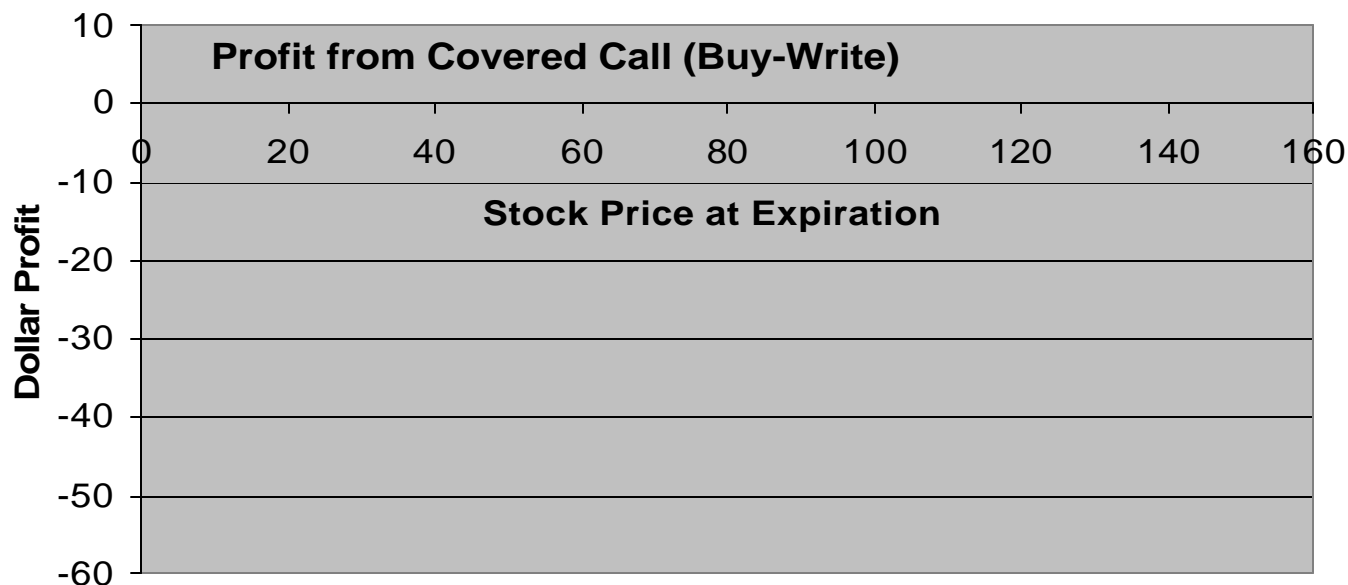 10
Profit from Covered Call (Buy-Write)
0
0 20 40 60 80 100 120 140 160
-10
Stock Price at Expiration
-20
Dollar Profit
-30
-40
-50
-60